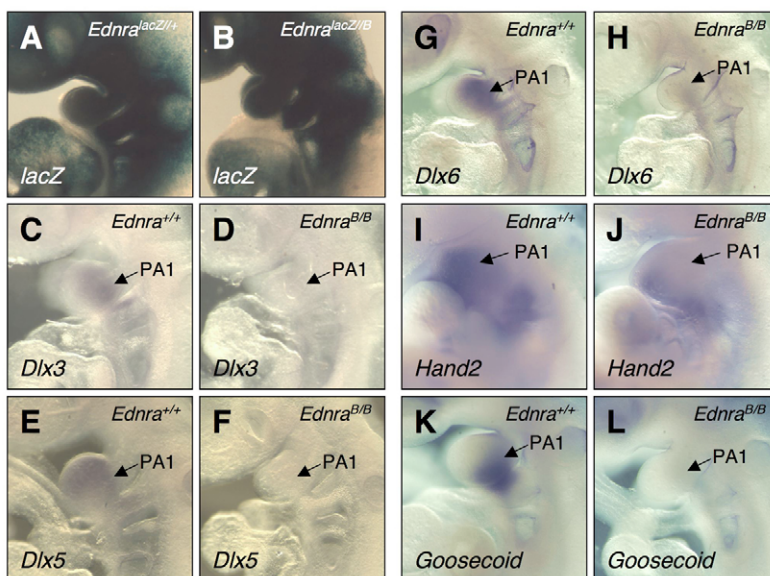 A Ednra^lacZ//+
lacZ
B Ednra^lacZ//B
lacZ
C Ednra^+/+
PA1
Dlx3
D Ednra^B/B
PA1
Dlx3
E Ednra^+/+
PA1
Dlx5
F Ednra^B/B
PA1
Dlx5
G Ednra^+/+
PA1
Dlx6
H Ednra^B/B
PA1
Dlx6
I Ednra^+/+
PA1
Hand2
J Ednra^B/B
PA1
Hand2
K Ednra^+/+
PA1
Goosecoid
L Ednra^B/B
PA1
Goosecoid